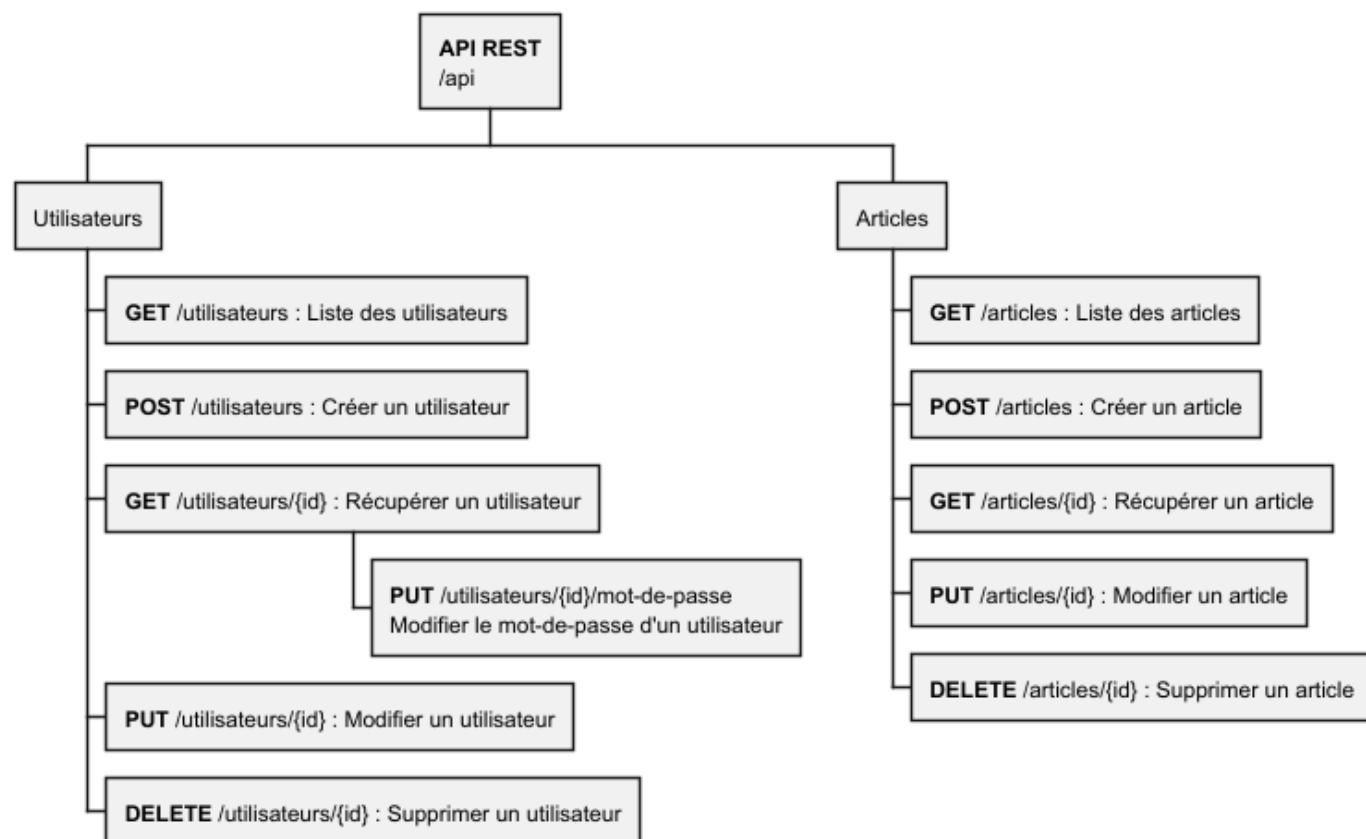 API REST
/api
Utilisateurs
GET /utilisateurs : Liste des utilisateurs
POST /utilisateurs : Créer un utilisateur
GET /utilisateurs/{id} : Récupérer un utilisateur
PUT /utilisateurs/{id}/mot-de-passe
Modifier le mot-de-passe d'un utilisateur
PUT /utilisateurs/{id} : Modifier un utilisateur
DELETE /utilisateurs/{id} : Supprimer un utilisateur
Articles
GET /articles : Liste des articles
POST /articles : Créer un article
GET /articles/{id} : Récupérer un article
PUT /articles/{id} : Modifier un article
DELETE /articles/{id} : Supprimer un article